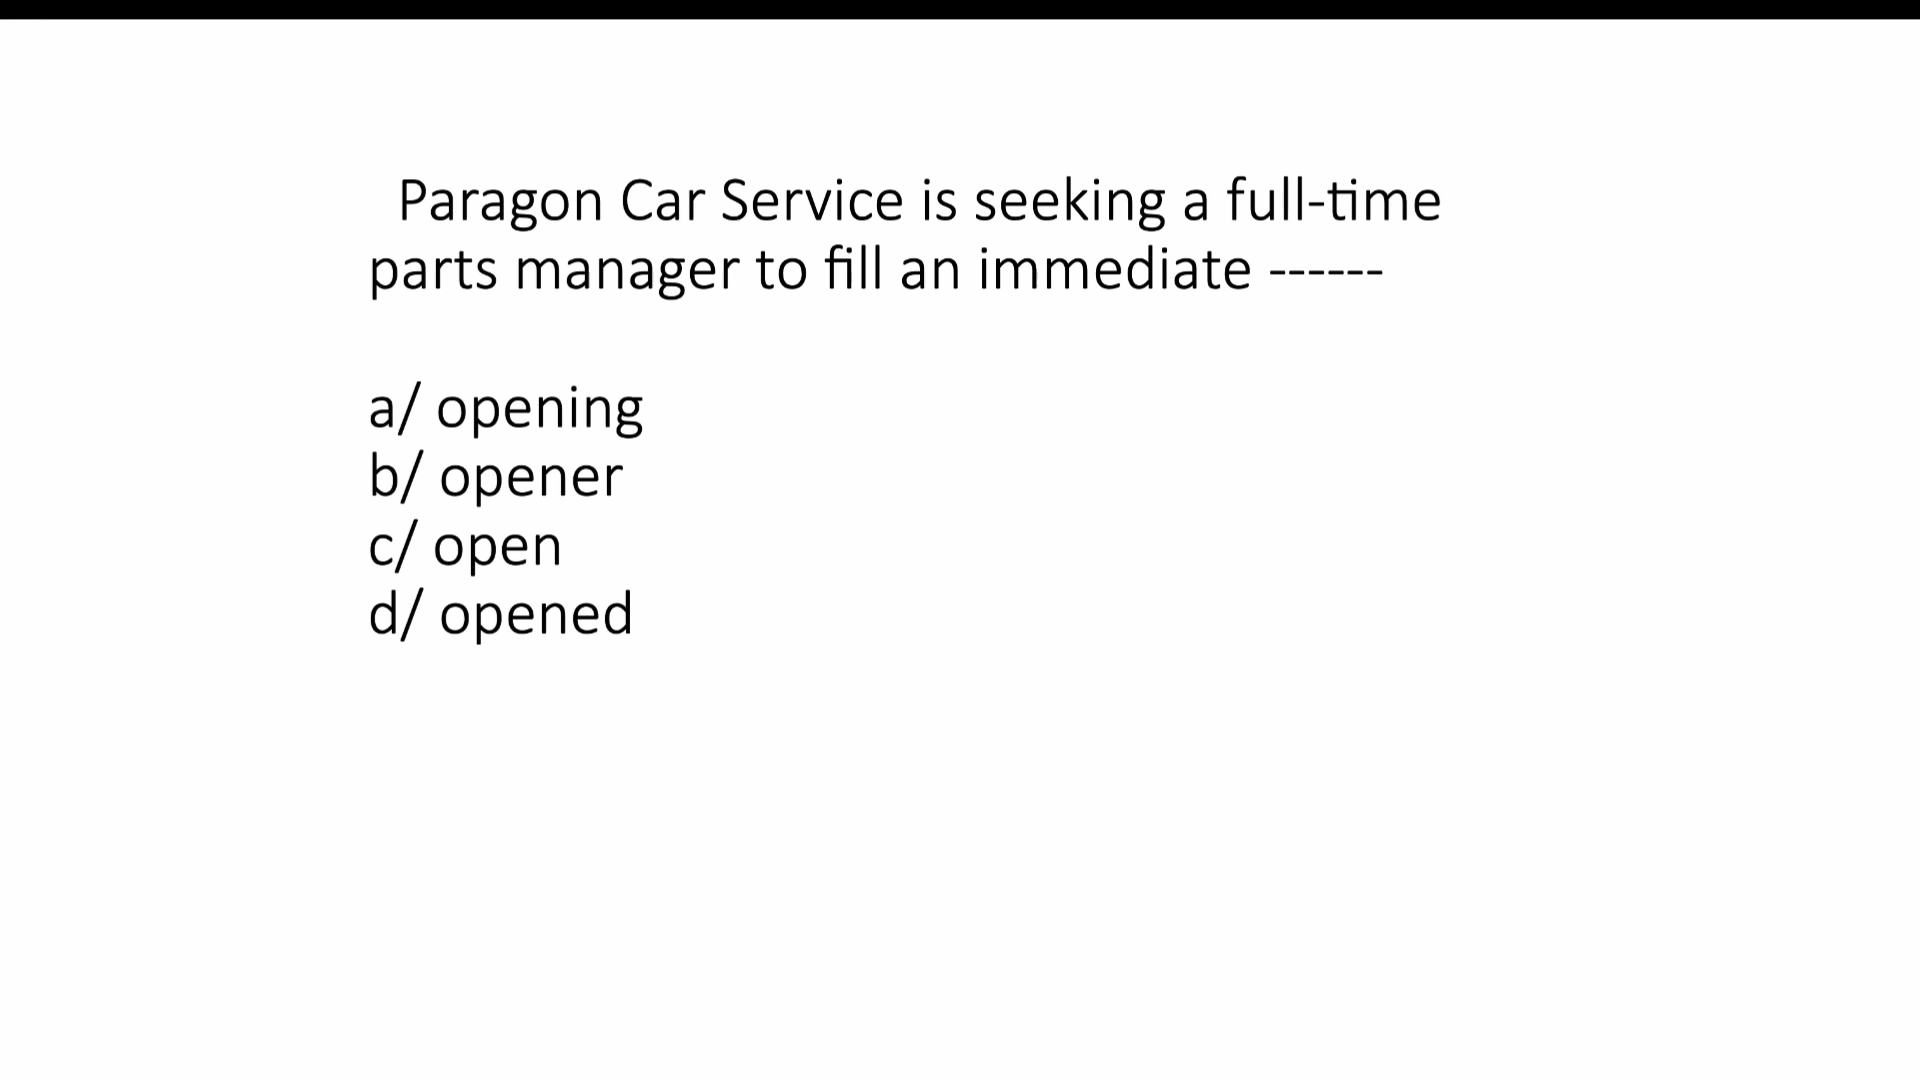 Paragon Car Service is seeking a full-time
parts manager to fill an immediate ------
a/ opening
b/ opener
c/ open
d/ opened